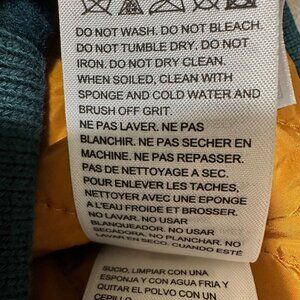 DO NOT WASH. DO NOT BLEACH.
DO NOT TUMBLE DRY. DO NOT
IRON. DO NOT DRY CLEAN.
WHEN SOILED, CLEAN WITH
SPONGE AND COLD WATER AND
BRUSH OFF GRIT.
NE PAS LAVER. NE PAS
BLANCHIR. NE PAS SECHER EN
MACHINE. NE PAS REPASSER.
PAS DE NETTOYAGE A SEC.
POUR ENLEVER LES TACHES,
NETTOYER AVEC UNE EPONGE
A L'EAU FROIDE ET BROSSER.
NO LAVAR. NO USAR
BLANQUEADOR. NO USAR
SECADORA. NO PLANCHAR. NO
LAVAR EN SECO. CUANDO ESTÉ
SUCIO, LIMPIAR CON UNA
ESPONJA Y CON AGUA FRIA Y
QUITAR EL POLVO CON UN
CEPILLO